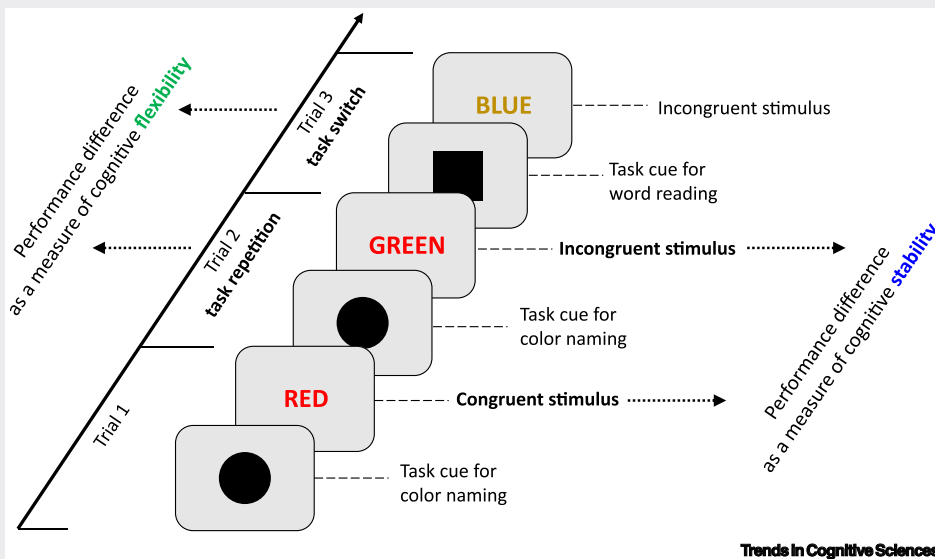 Performance difference
as a measure of cognitive flexibility
Trial 3
task switch
Trial 2
task repetition
Trial 1
BLUE
Incongruent stimulus
Task cue for
word reading
GREEN
Incongruent stimulus
Task cue for
color naming
RED
Congruent stimulus
Task cue for
color naming
Performance difference
as a measure of cognitive stability
Trends in Cognitive Sciences